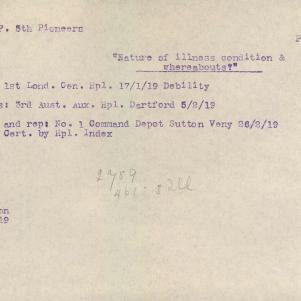 P. 5th Pioneers
P
"Nature of illness condition &
whereabouts?"
1st Lond. Gen. Hpl. 17/1/19 Debility
s: 3rd Aust. Aux. Hpl. Dartford 5/2/19
and rep: No. 1 Command Depot Sutton Veny 26/2/19
Cert. by Hpl. Index
2789
on
19